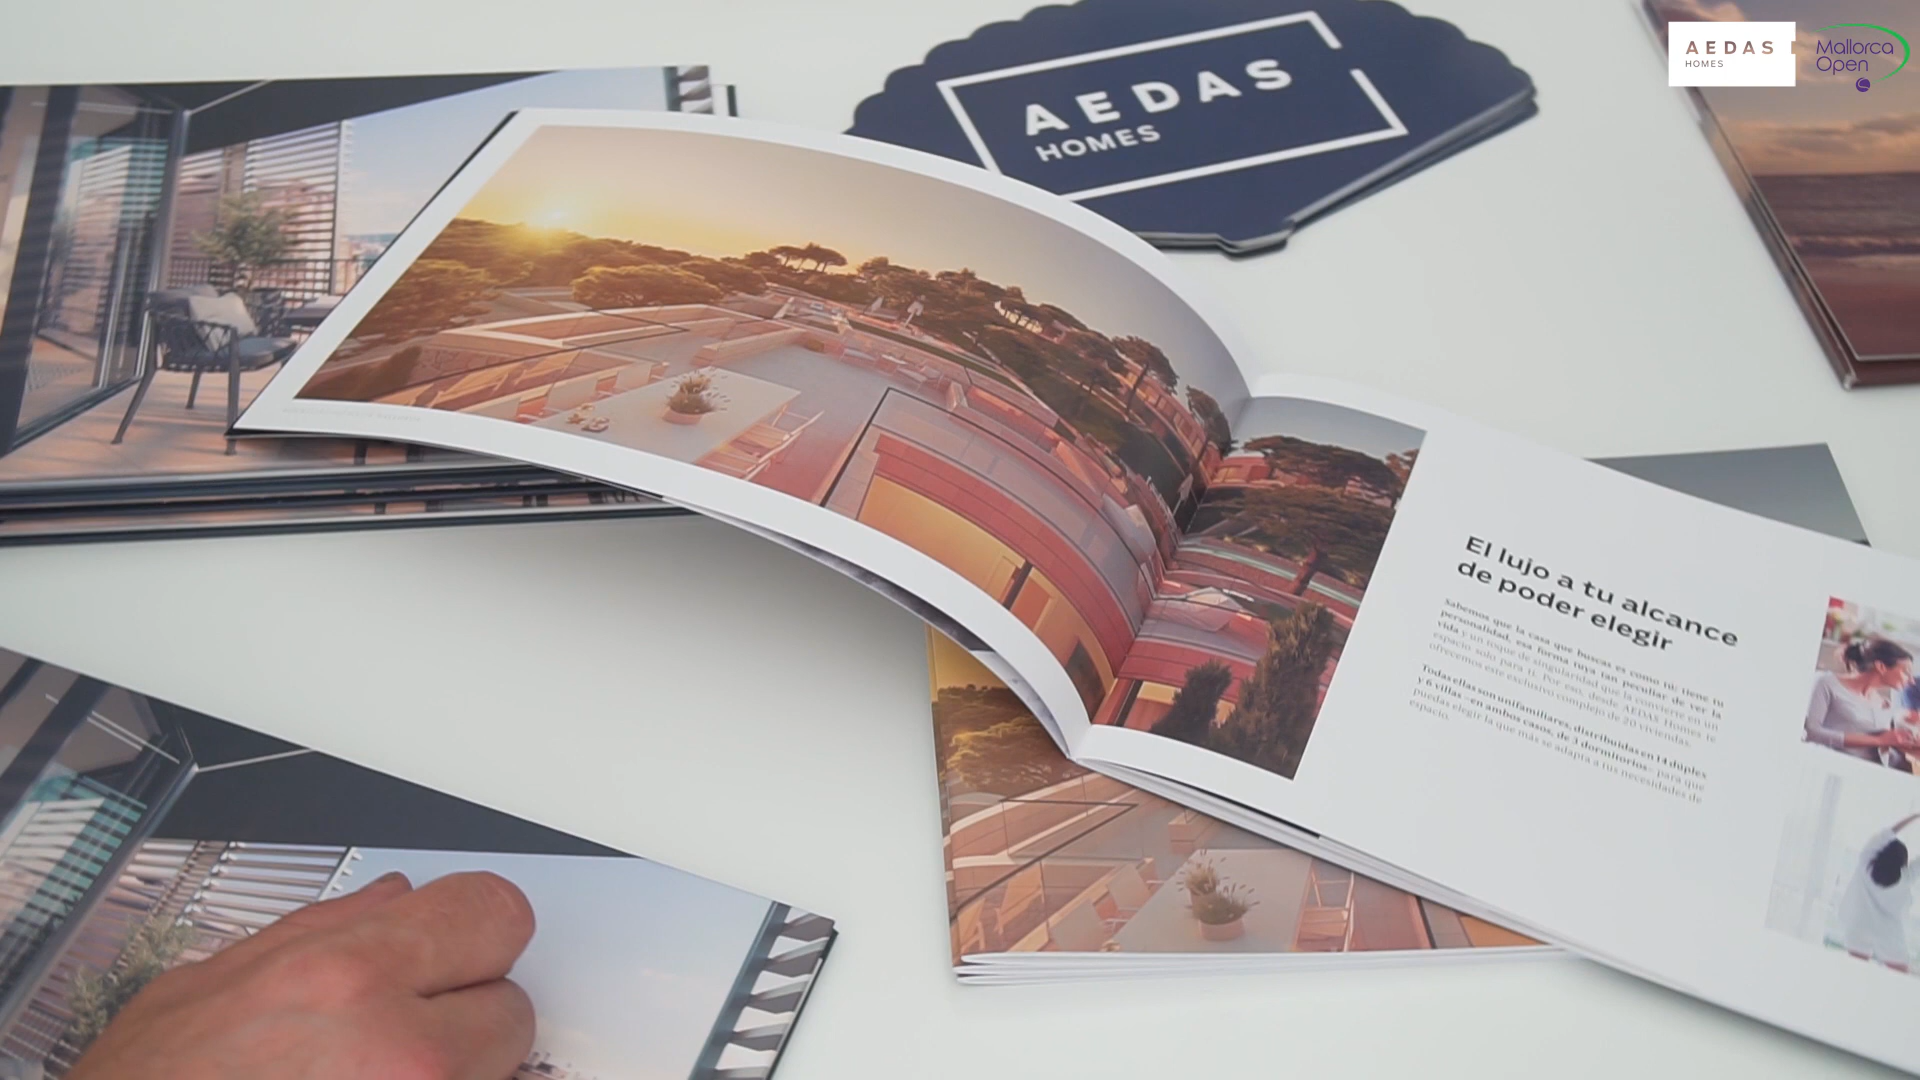 AEDAS
HOMES
AEDAS
HOMES
Mallorca
Open
El lujo a tu alcance
de poder elegir
Sabemos que la casa que buscas es como tú: tiene tu
personalidad, esa forma tuya tan peculiar de ver la
vida y un toque de singularidad que la convierte en un
espacio solo para ti. Por eso, desde AEDAS Homes te
ofrecemos este exclusivo complejo de 20 viviendas.
Todas ellas son unifamiliares, distribuidas en 14 dúplex
y 6 villas –en ambos casos, de 3 dormitorios– para que
puedas elegir la que más se adapta a tus necesidades de
espacio.